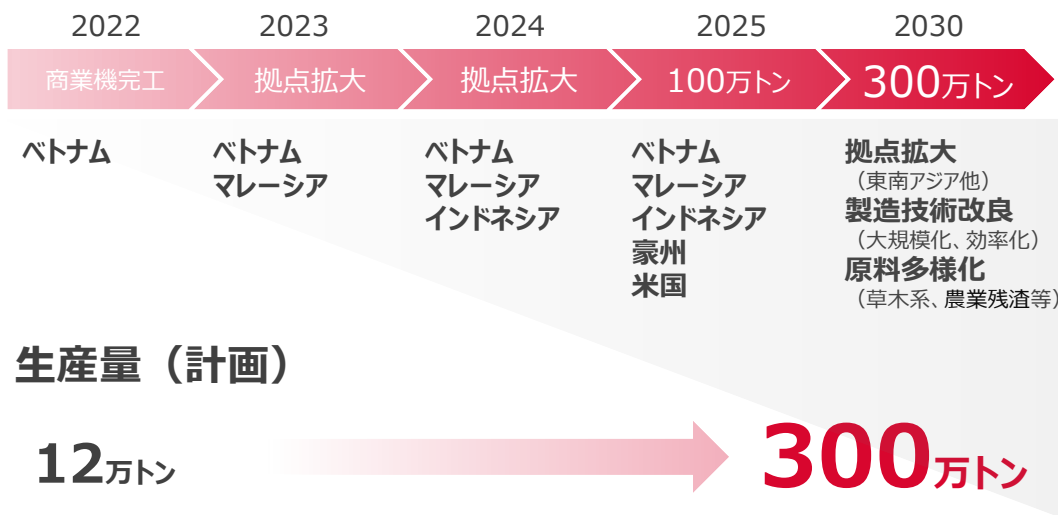 2022 2023 2024 2025 2030
商業機完工 拠点拡大 拠点拡大 100万トン 300万トン
ベトナム
ベトナム
マレーシア
ベトナム
マレーシア
インドネシア
ベトナム
マレーシア
インドネシア
豪州
米国
拠点拡大
（東南アジア他）
製造技術改良
（大規模化、効率化）
原料多様化
（草木系、農業残渣等）
生産量（計画）
12万トン 300万トン